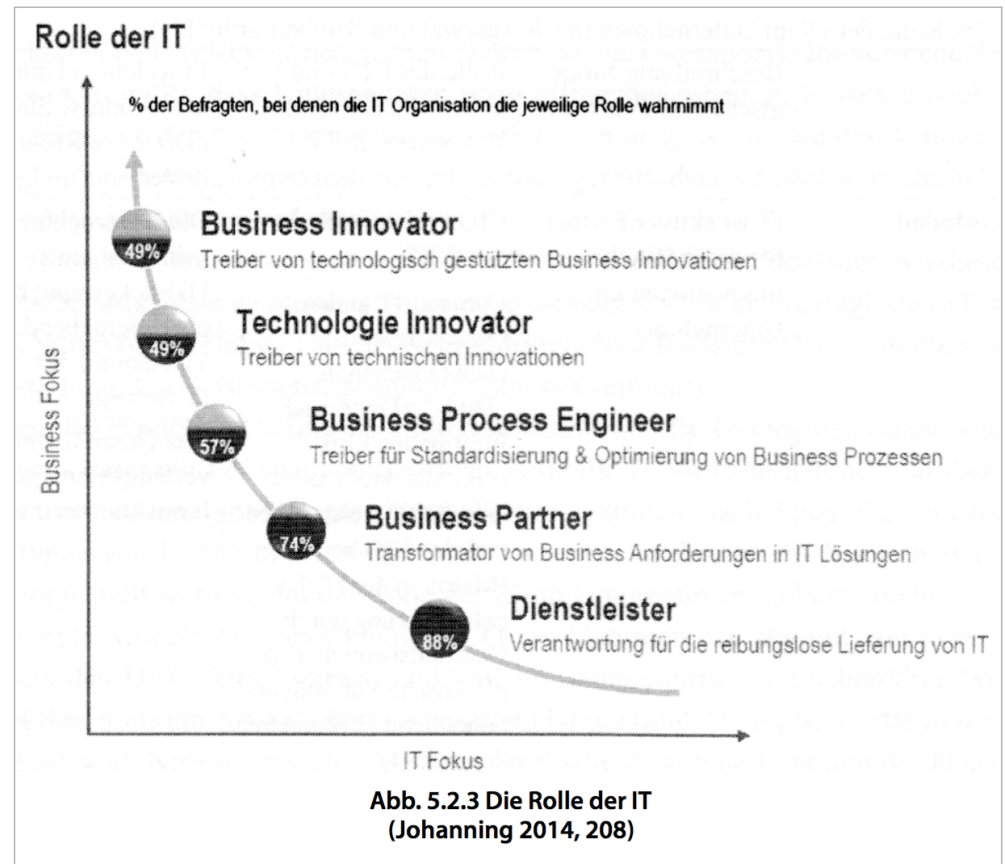 Rolle der IT
% der Befragten, bei denen die IT Organisation die jeweilige Rolle wahrnimmt
49%
Business Innovator
Treiber von technologisch gestützten Business Innovationen
49%
Technologie Innovator
Treiber von technischen Innovationen
57%
Business Process Engineer
Treiber für Standardisierung & Optimierung von Business Prozessen
74%
Business Partner
Transformator von Business Anforderungen in IT Lösungen
88%
Dienstleister
Verantwortung für die reibungslose Lieferung von IT
Business Fokus
IT Fokus
Abb. 5.2.3 Die Rolle der IT
(Johanning 2014, 208)